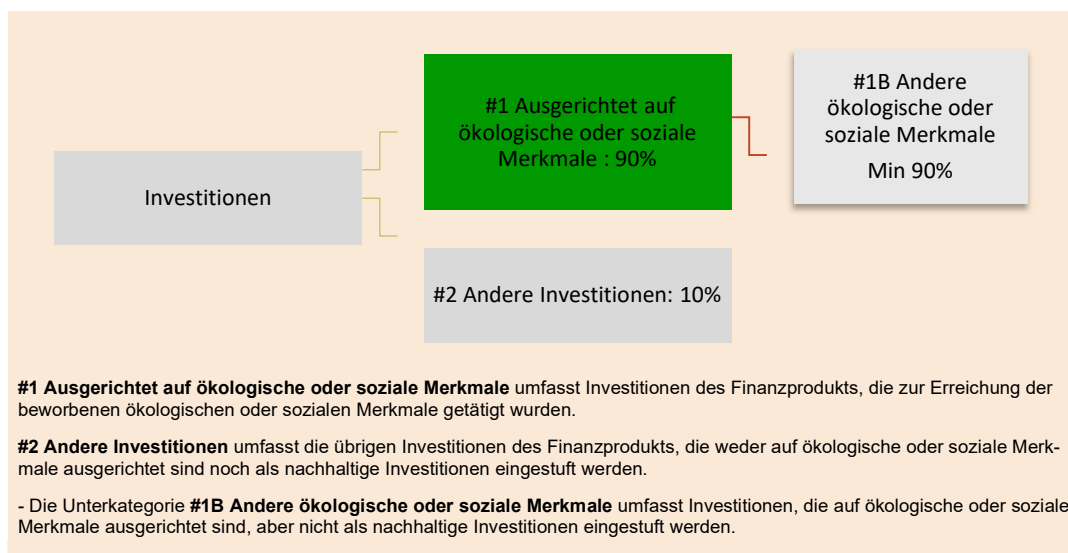 Investitionen
#1 Ausgerichtet auf
ökologische oder soziale
Merkmale : 90%
#1B Andere
ökologische oder
soziale Merkmale
Min 90%
#2 Andere Investitionen: 10%
#1 Ausgerichtet auf ökologische oder soziale Merkmale umfasst Investitionen des Finanzprodukts, die zur Erreichung der
beworbenen ökologischen oder sozialen Merkmale getätigt wurden.
#2 Andere Investitionen umfasst die übrigen Investitionen des Finanzprodukts, die weder auf ökologische oder soziale Merk-
male ausgerichtet sind noch als nachhaltige Investitionen eingestuft werden.
- Die Unterkategorie #1B Andere ökologische oder soziale Merkmale umfasst Investitionen, die auf ökologische oder soziale
Merkmale ausgerichtet sind, aber nicht als nachhaltige Investitionen eingestuft werden.